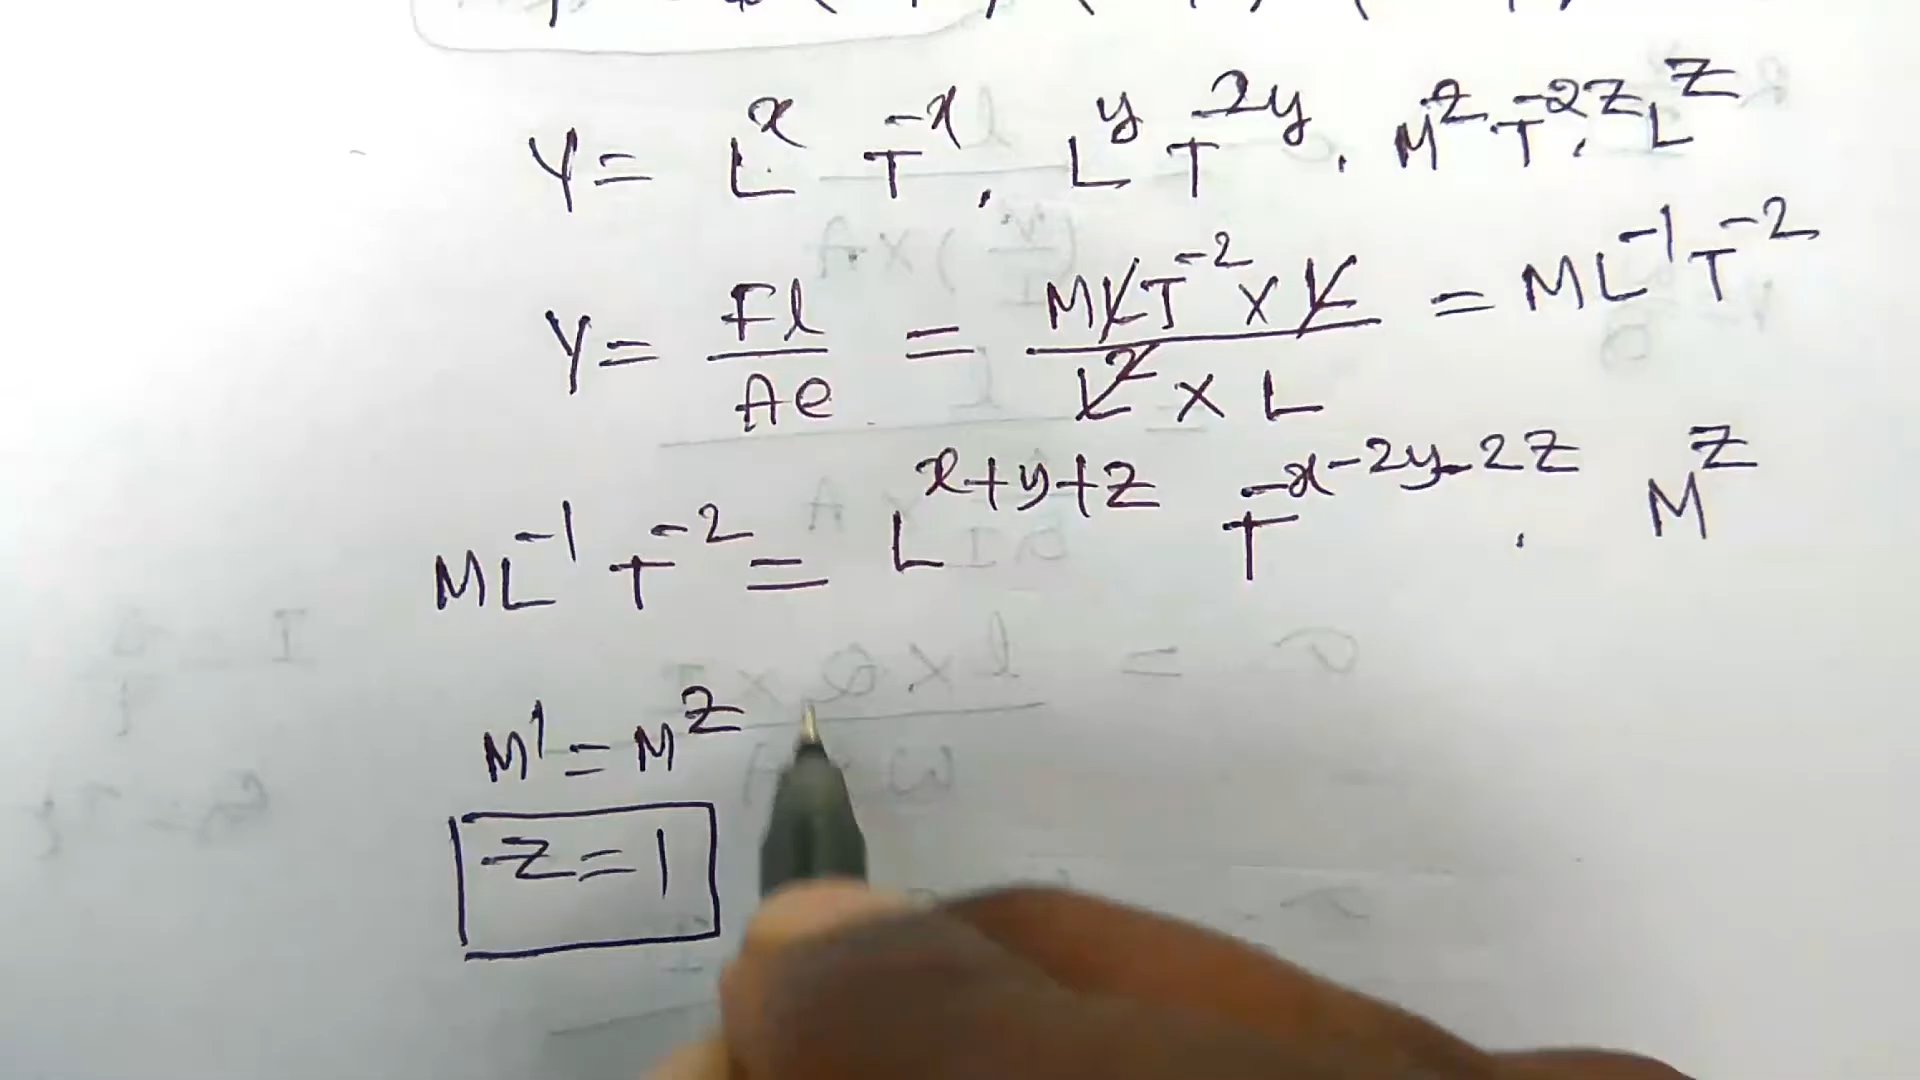 Y = L^x T^-x . L^y T^-2y . M^z . T^-2z . L^z
Y = Fl / Ae = MLT^-2 × L / L^2 × L = ML^-1 T^-2
ML^-1 T^-2 = L^x+y+z T^-x-2y-2z . M^z
M^1 = M^z
z = 1